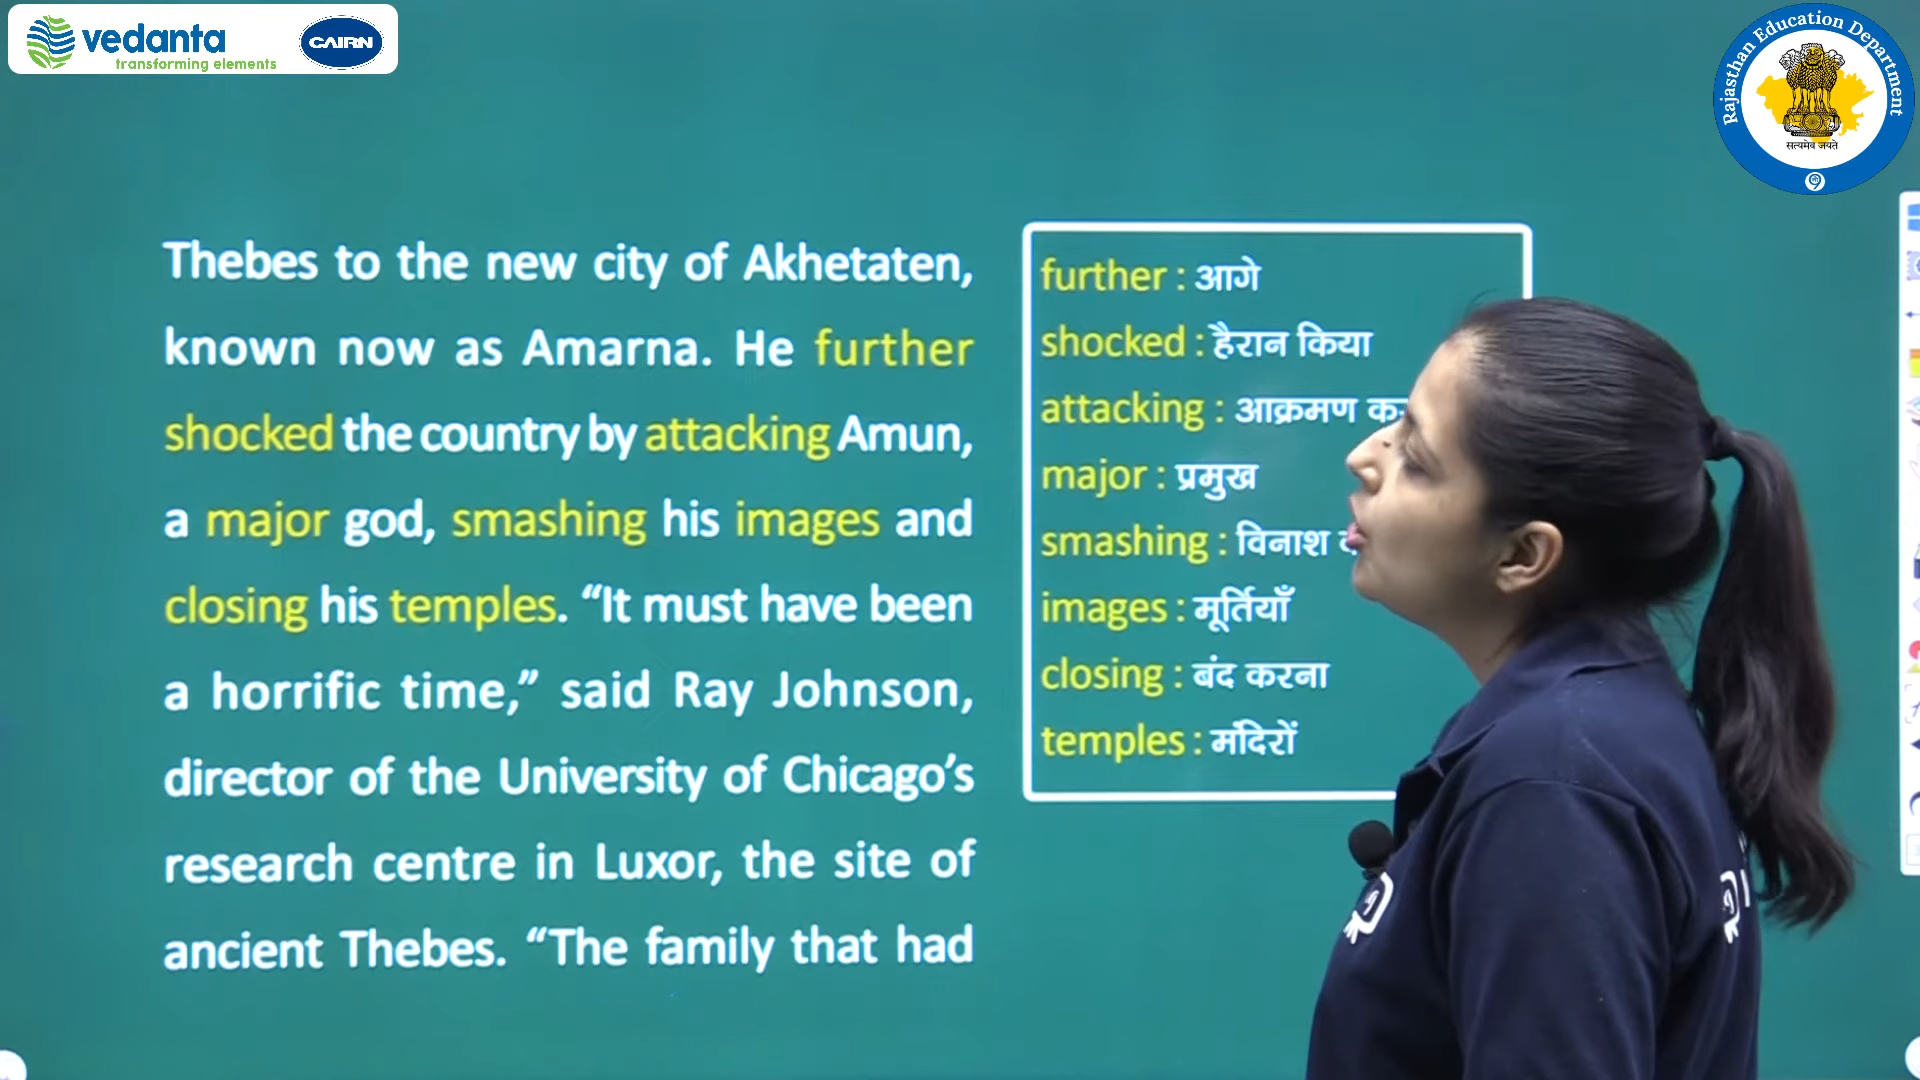 vedanta
transforming elements
CAIRN
Rajasthan Education Department
सत्यमेव जयते
Thebes to the new city of Akhetaten,
known now as Amarna. He further
shocked the country by attacking Amun,
a major god, smashing his images and
closing his temples. “It must have been
a horrific time,” said Ray Johnson,
director of the University of Chicago’s
research centre in Luxor, the site of
ancient Thebes. “The family that had
further : आगे
shocked : हैरान किया
attacking : आक्रमण
major : प्रमुख
smashing : विनाश
images : मूर्तियाँ
closing : बंद करना
temples : मंदिरों